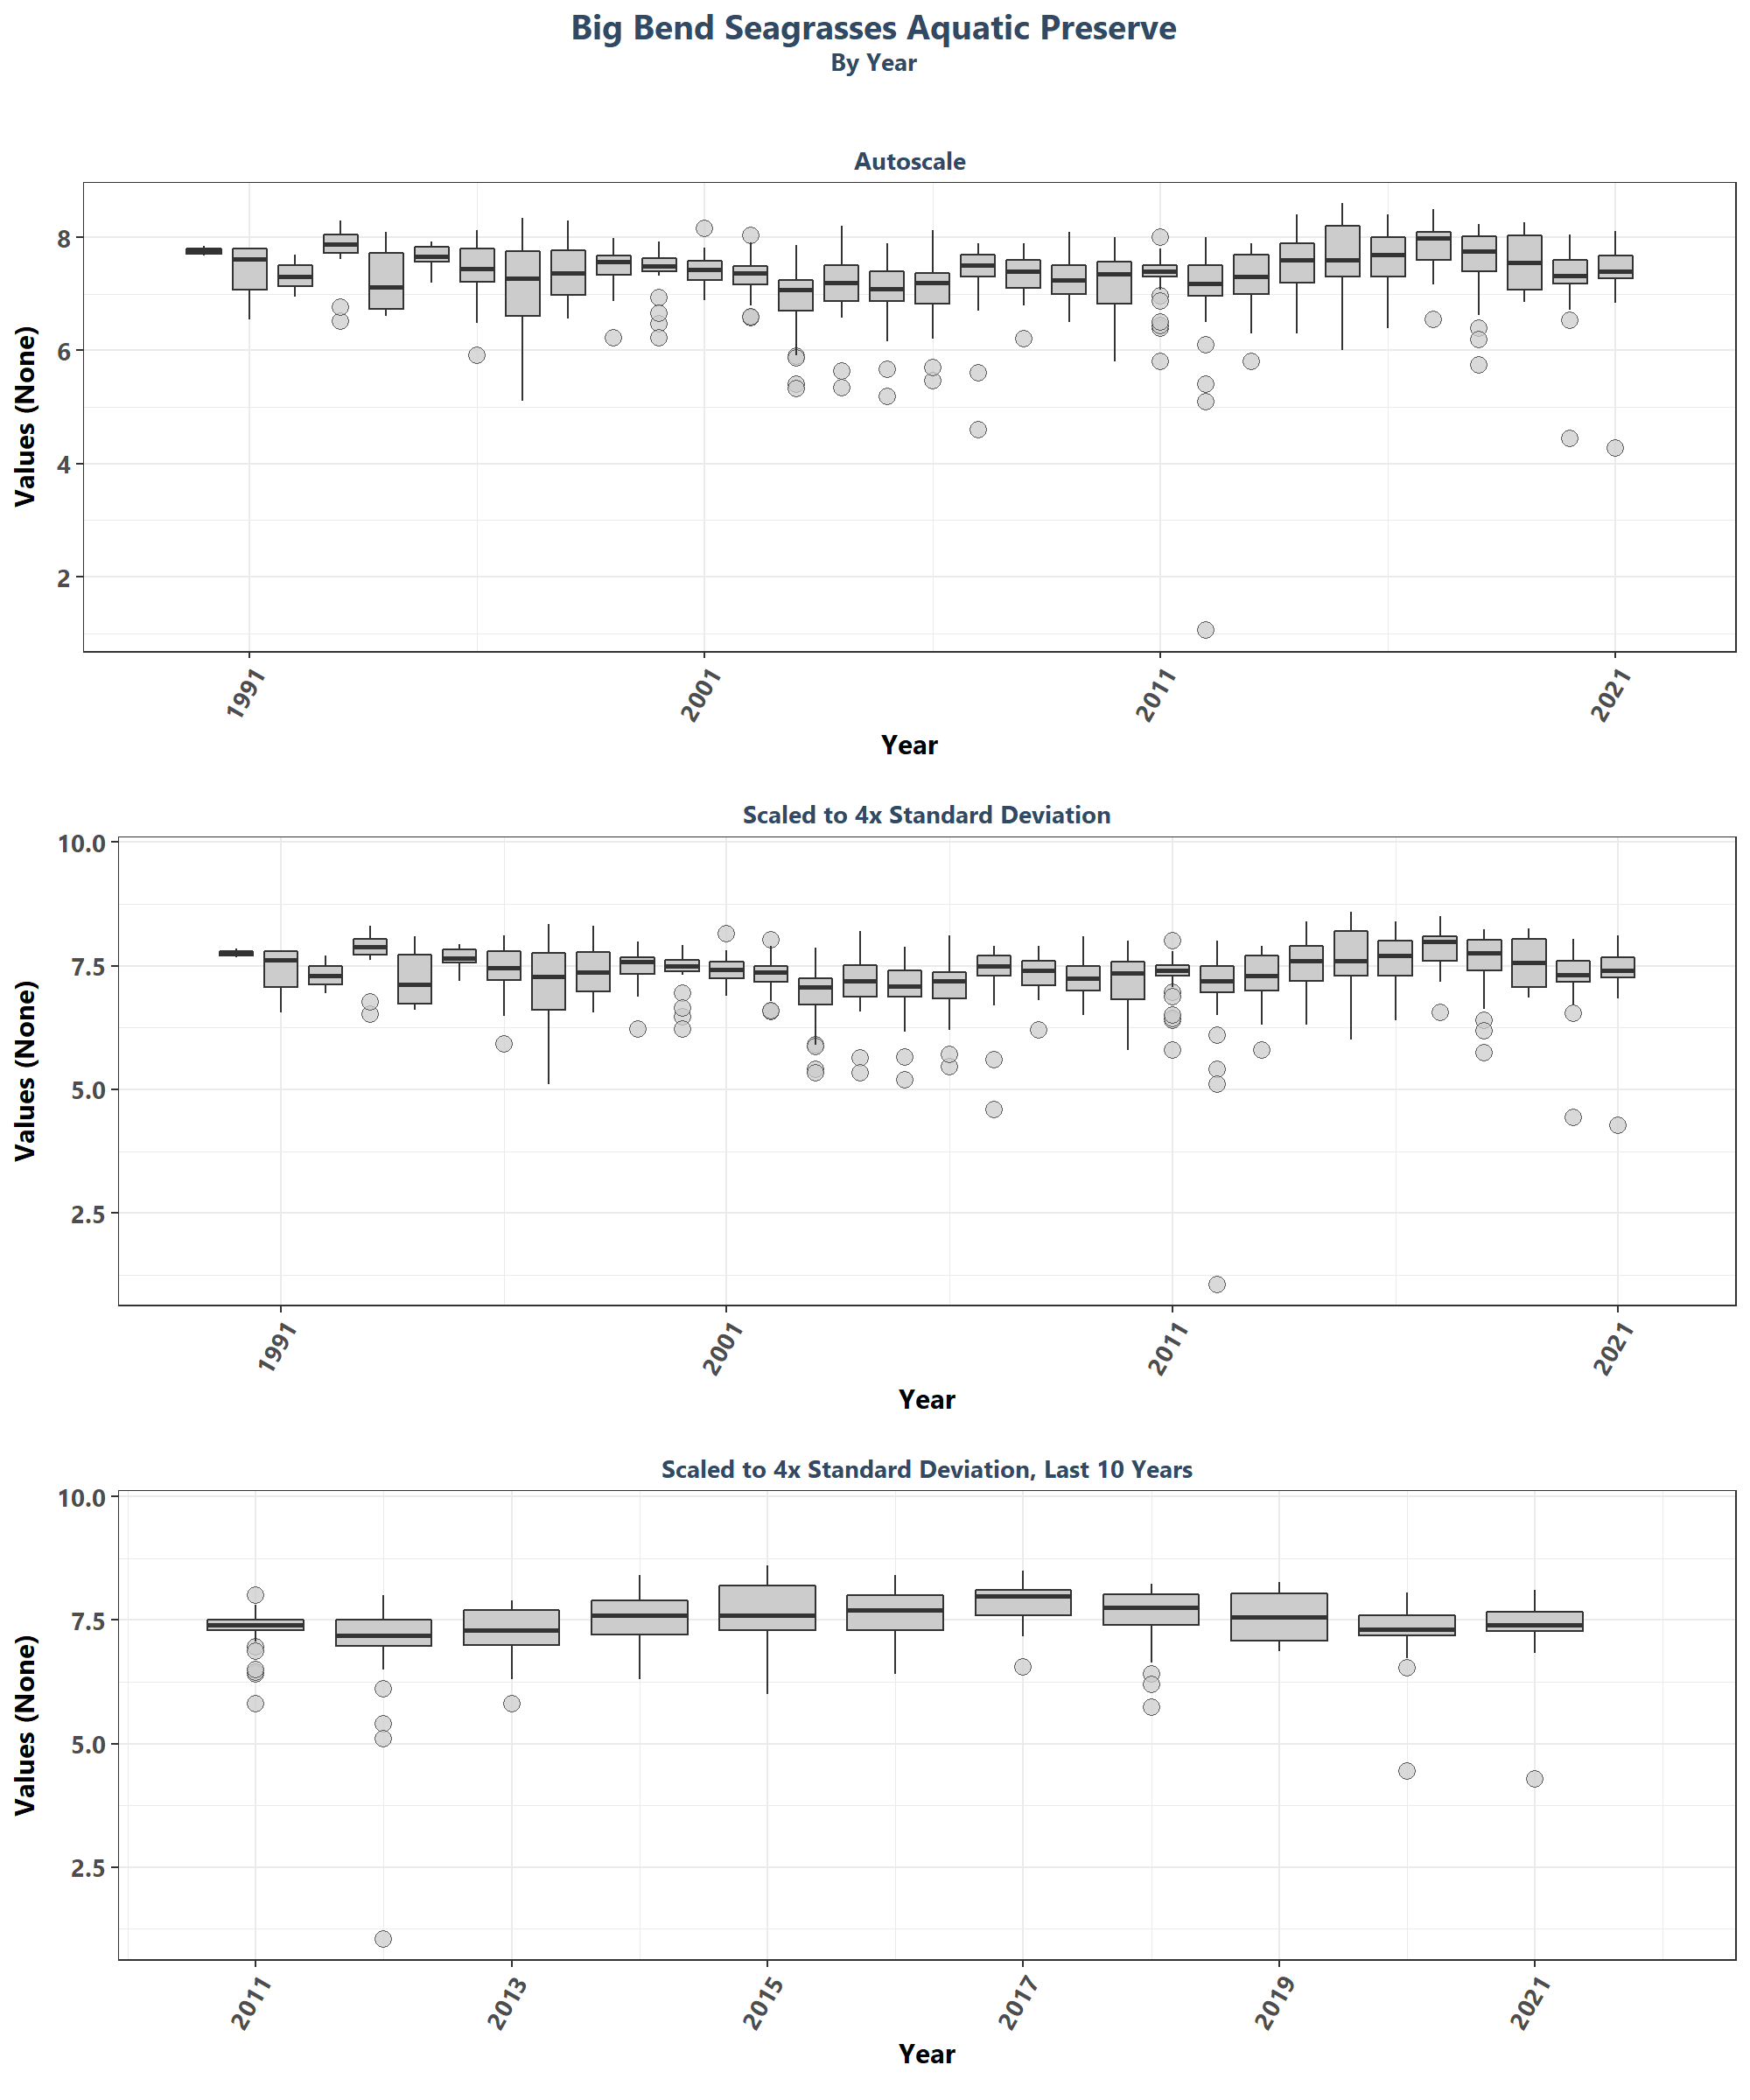 Big Bend Seagrasses Aquatic Preserve
By Year
Autoscale
Values (None)
8
6
4
2
1991
2001
2011
2021
Year
Scaled to 4x Standard Deviation
Values (None)
10.0
7.5
5.0
2.5
1991
2001
2011
2021
Year
Scaled to 4x Standard Deviation, Last 10 Years
Values (None)
10.0
7.5
5.0
2.5
2011
2013
2015
2017
2019
2021
Year